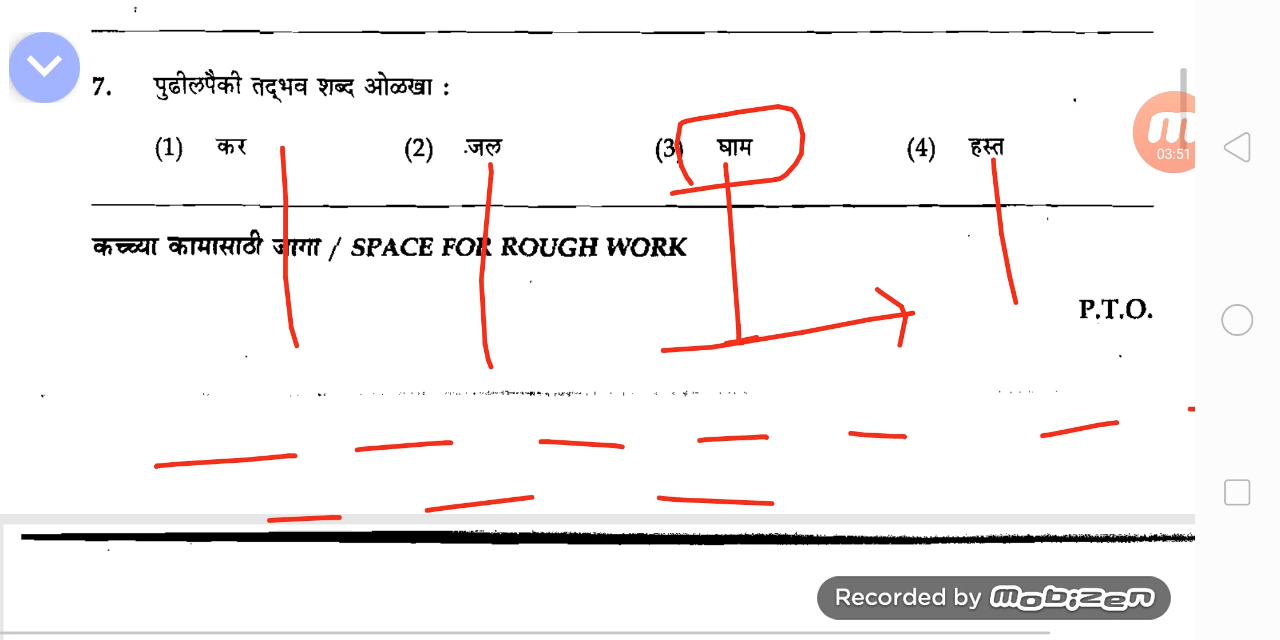 7. पुढीलपैकी तद्‌भव शब्द ओळखा :
(1) कर (2) जल (3) घाम (4) हस्त
कच्च्या कामासाठी जागा / SPACE FOR ROUGH WORK
P.T.O.
03:51
Recorded by mobizen